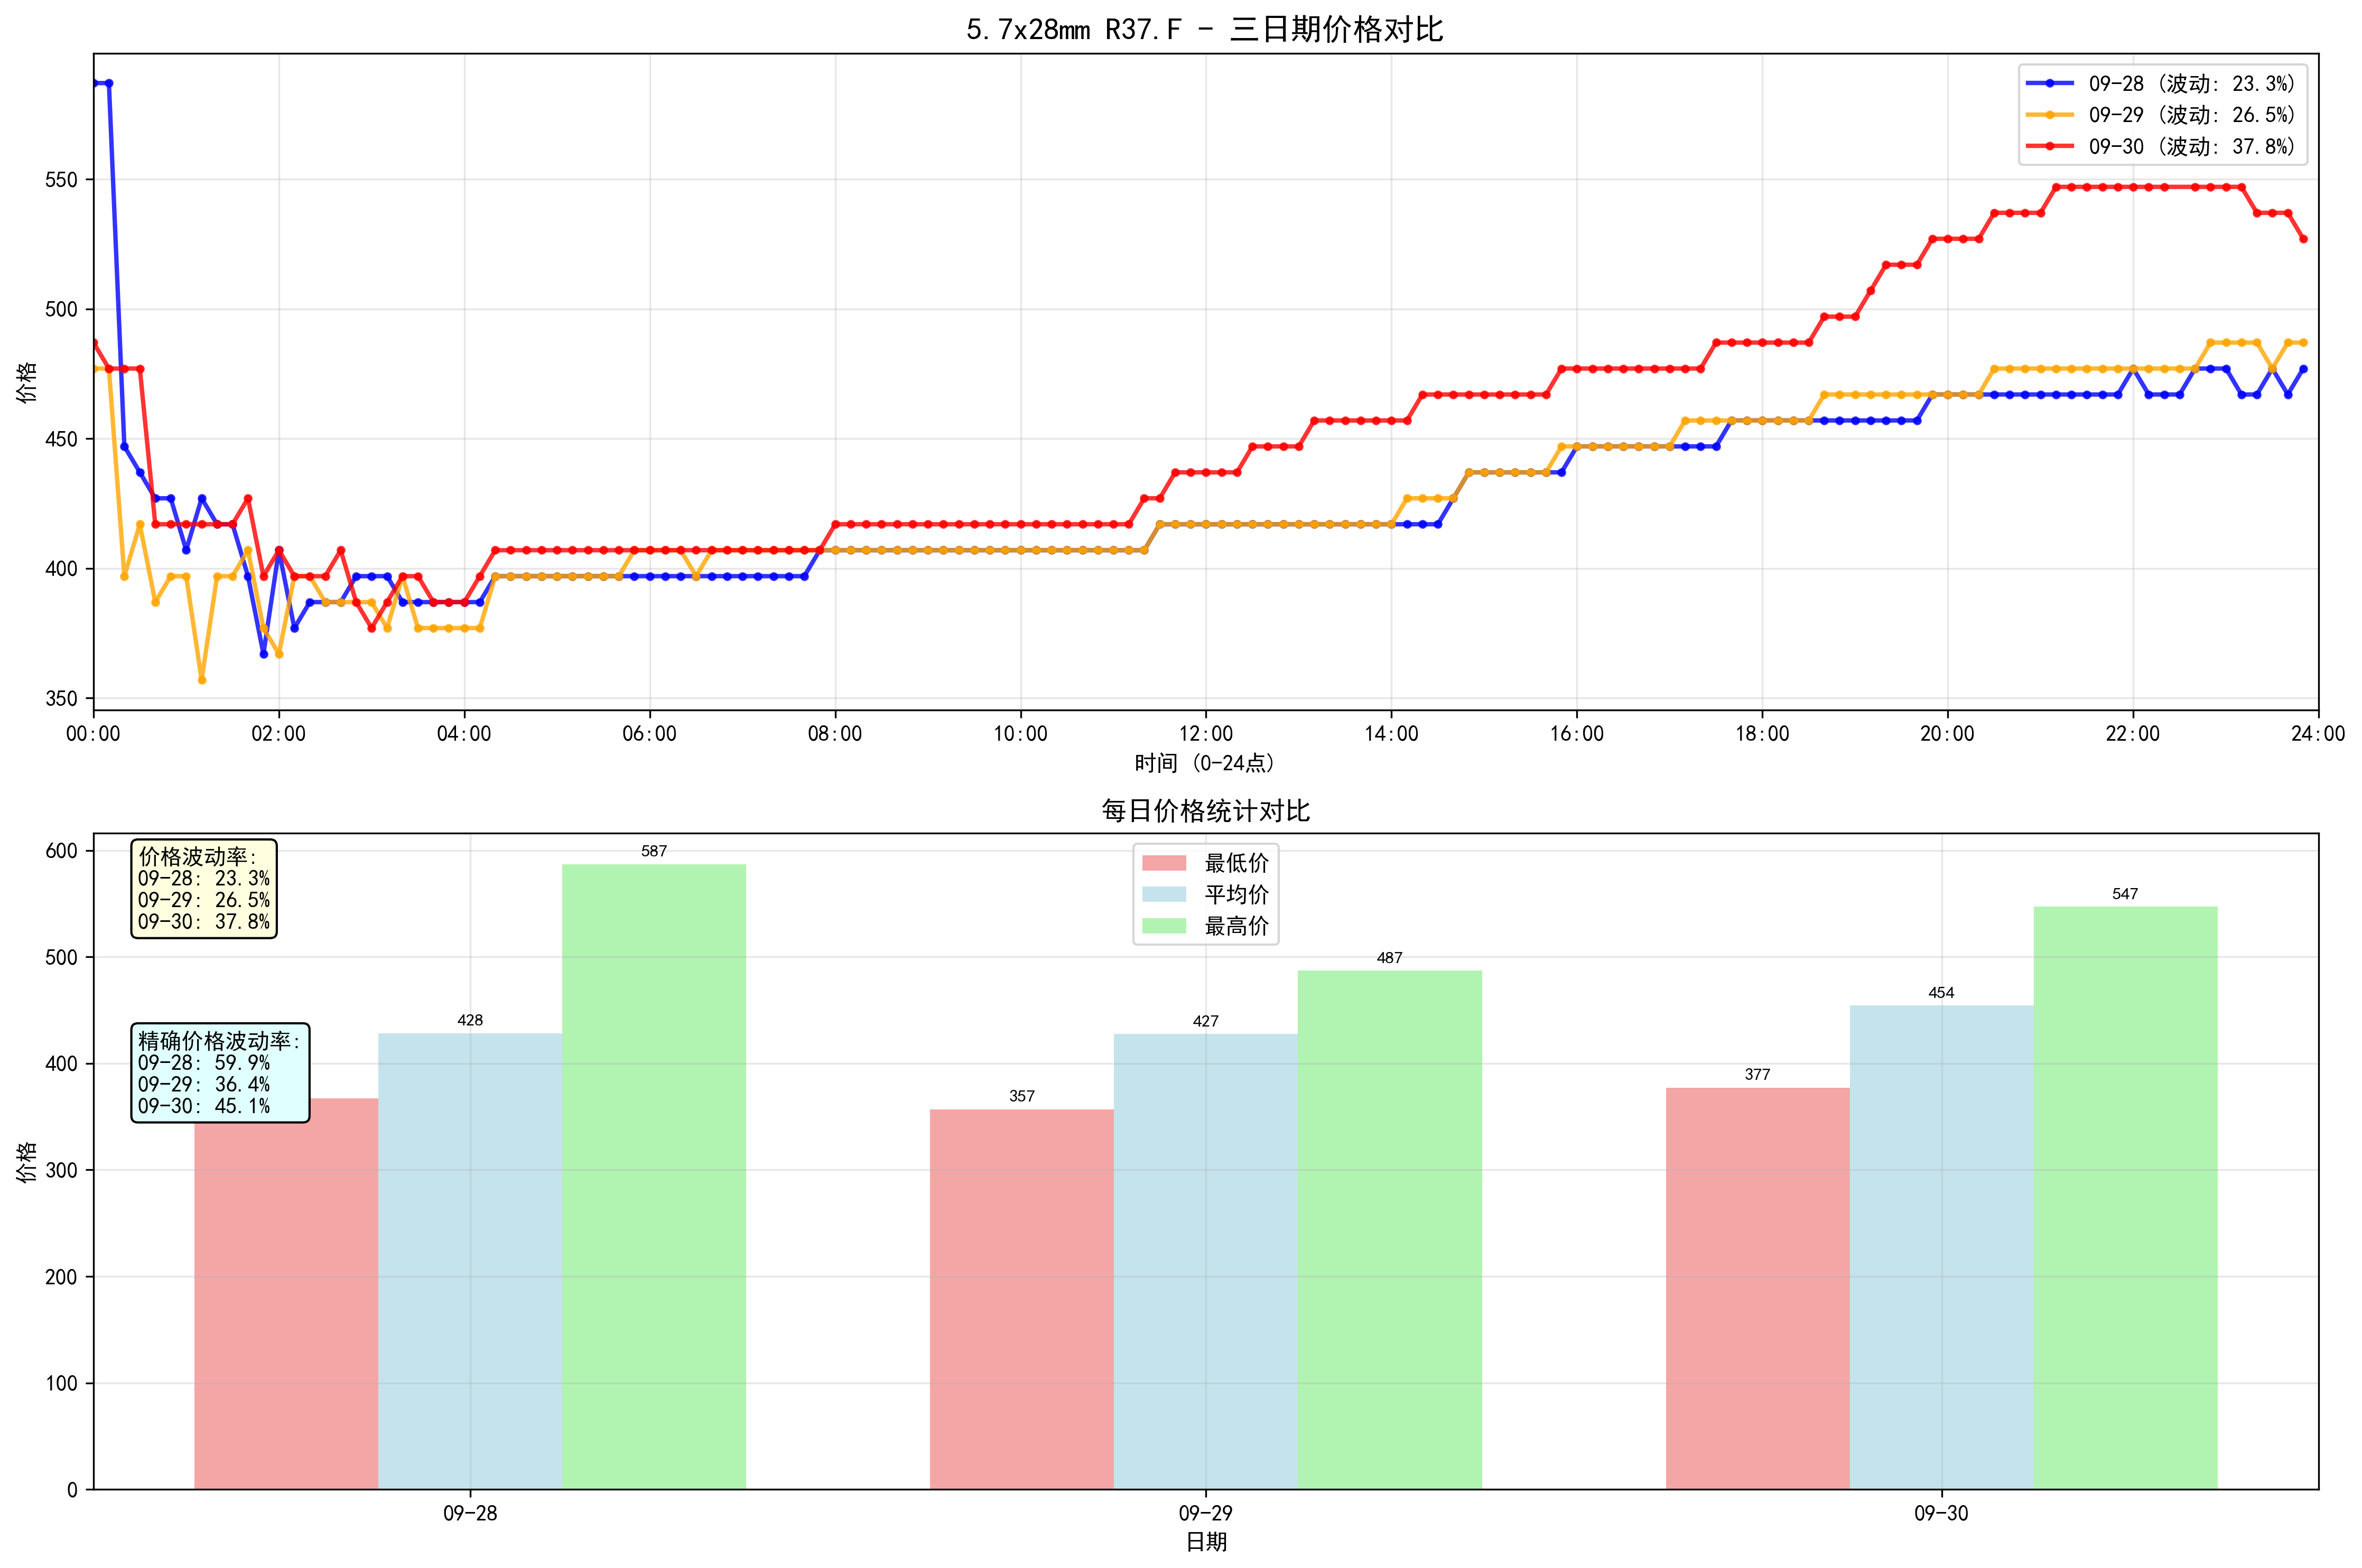 5.7x28mm R37.F - 三日期价格对比
09-28 (波动: 23.3%)
09-29 (波动: 26.5%)
09-30 (波动: 37.8%)
价格
550
500
450
400
350
00:00 02:00 04:00 06:00 08:00 10:00 12:00 14:00 16:00 18:00 20:00 22:00 24:00
时间 (0-24点)
每日价格统计对比
价格波动率:
09-28: 23.3%
09-29: 26.5%
09-30: 37.8%
精确价格波动率:
09-28: 59.9%
09-29: 36.4%
09-30: 45.1%
最低价
平均价
最高价
428
587
357
427
487
377
454
547
价格
600
500
400
300
200
100
0
09-28 09-29 09-30
日期